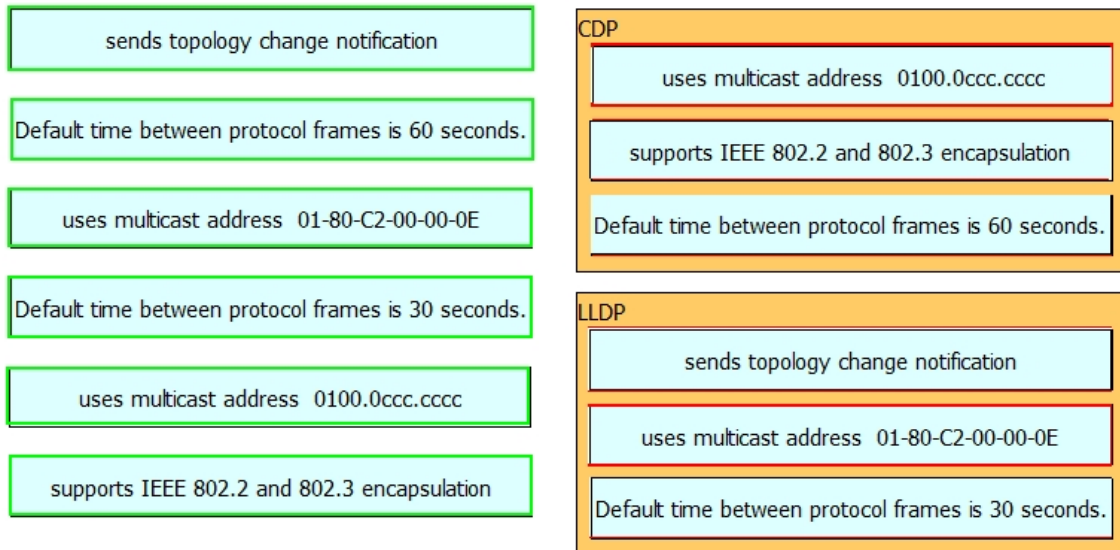 sends topology change notification
Default time between protocol frames is 60 seconds.
uses multicast address 01-80-C2-00-00-0E
Default time between protocol frames is 30 seconds.
uses multicast address 0100.0ccc.cccc
supports IEEE 802.2 and 802.3 encapsulation
CDP
uses multicast address 0100.0ccc.cccc
supports IEEE 802.2 and 802.3 encapsulation
Default time between protocol frames is 60 seconds.
LLDP
sends topology change notification
uses multicast address 01-80-C2-00-00-0E
Default time between protocol frames is 30 seconds.